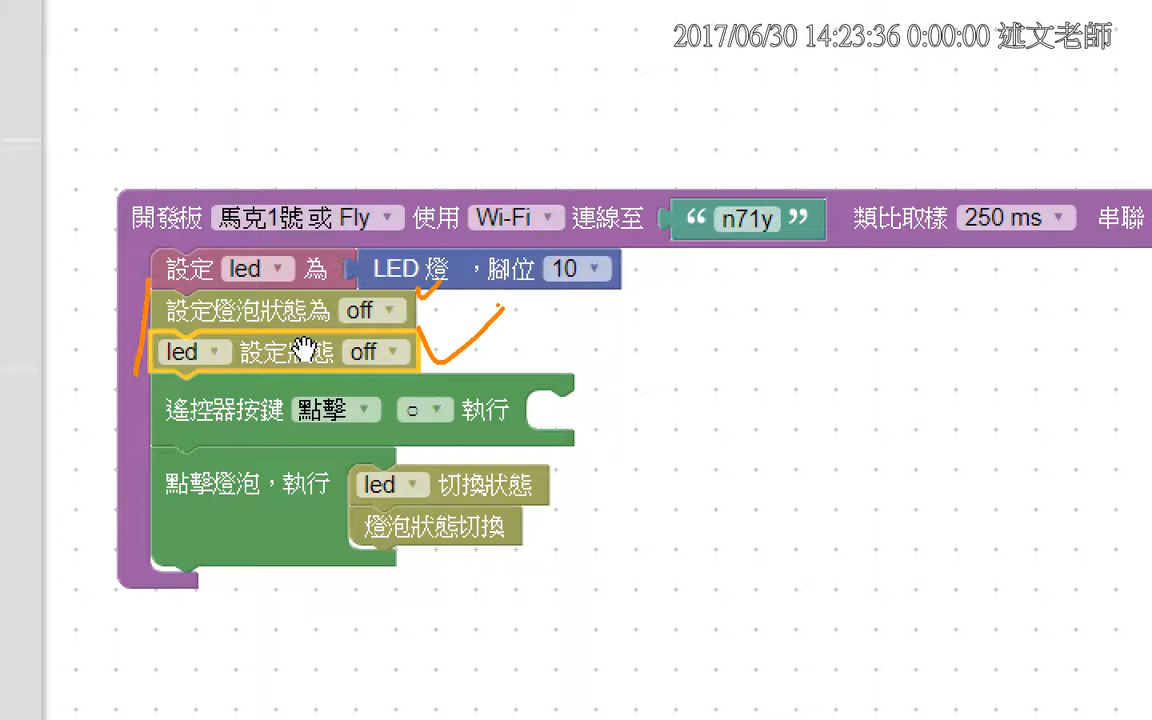 2017/06/30 14:23:36 0:00:00 述文老師
開發板 馬克1號 或 Fly 使用 Wi-Fi 連線至 “ n71y ” 類比取樣 250 ms 串聯
設定 led 為 LED 燈 ，腳位 10
設定燈泡狀態為 off
led 設定狀態 off
遙控器按鍵 點擊 ○ 執行
點擊燈泡，執行 led 切換狀態
燈泡狀態切換